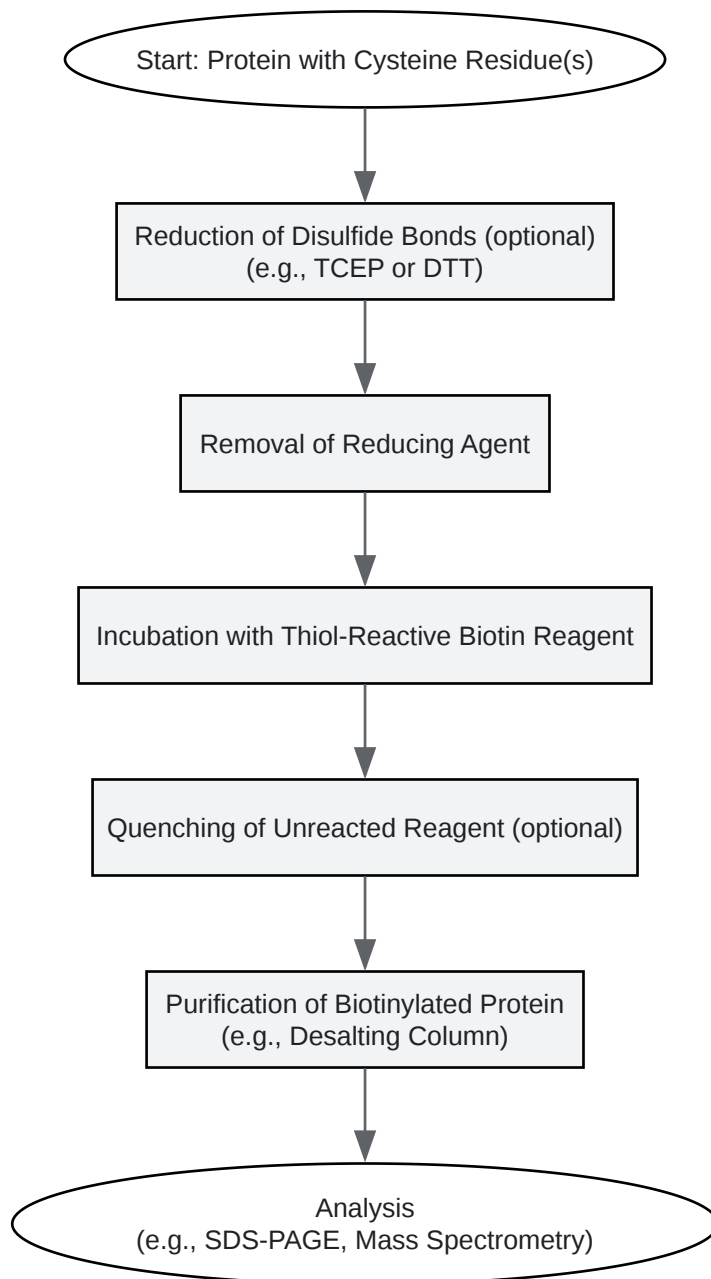 Start: Protein with Cysteine Residue(s)
Reduction of Disulfide Bonds (optional)
(e.g., TCEP or DTT)
Removal of Reducing Agent
Incubation with Thiol-Reactive Biotin Reagent
Quenching of Unreacted Reagent (optional)
Purification of Biotinylated Protein
(e.g., Desalting Column)
Analysis
(e.g., SDS-PAGE, Mass Spectrometry)